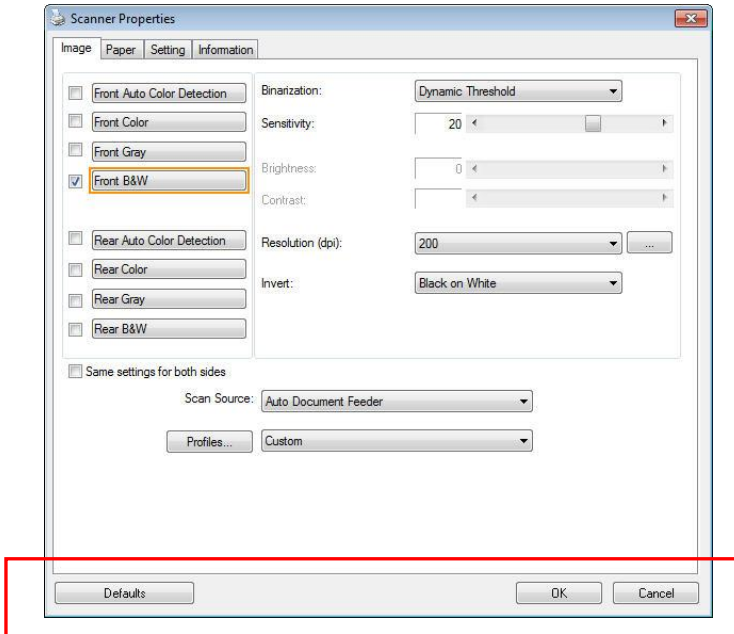 Scanner Properties
Image Paper Setting Information
Front Auto Color Detection
Front Color
Front Gray
Front B&W
Rear Auto Color Detection
Rear Color
Rear Gray
Rear B&W
Binarization: Dynamic Threshold
Sensitivity: 20
Brightness: 0
Contrast:
Resolution (dpi): 200 ...
Invert: Black on White
Same settings for both sides
Scan Source: Auto Document Feeder
Profiles... Custom
Defaults OK Cancel